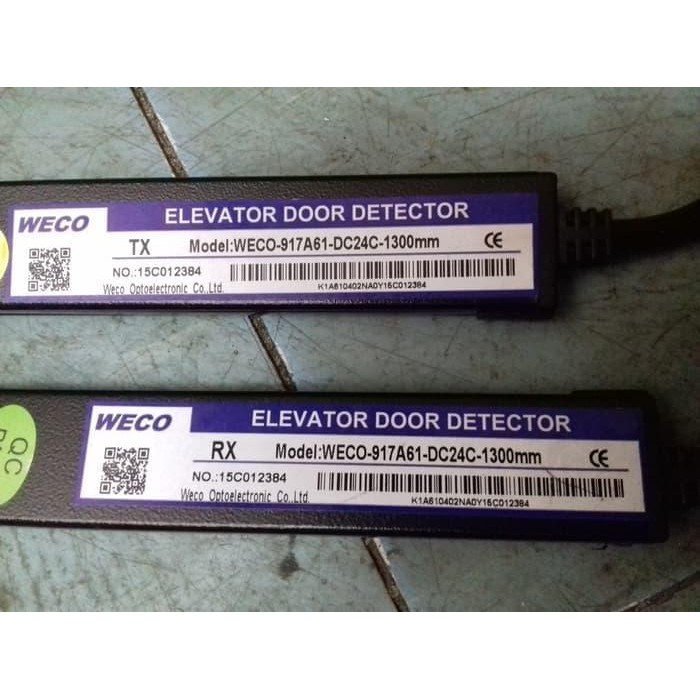 WECO
ELEVATOR DOOR DETECTOR
TX Model:WECO-917A61-DC24C-1300mm CE
NO.:15C012384
Weco Optoelectronic Co.,Ltd.
K1A610402NA0Y15C012384
WECO
ELEVATOR DOOR DETECTOR
RX Model:WECO-917A61-DC24C-1300mm CE
NO.:15C012384
Weco Optoelectronic Co.,Ltd.
K1A610402NA0Y15C012384
QC